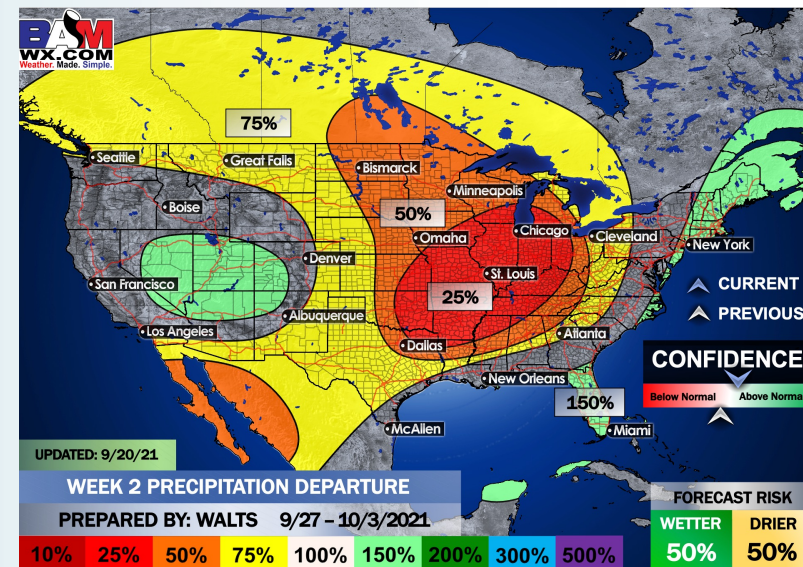 BAM
WX.COM
Weather. Made. Simple.
75%
Seattle
Great Falls
Bismarck
Minneapolis
Boise
50%
Omaha
Chicago
Cleveland
New York
Denver
San Francisco
St. Louis
25%
Albuquerque
Los Angeles
Dallas
Atlanta
New Orleans
150%
McAllen
Miami
CURRENT
PREVIOUS
CONFIDENCE
Below Normal Above Norma
UPDATED: 9/20/21
WEEK 2 PRECIPITATION DEPARTURE
PREPARED BY: WALTS 9/27 – 10/3/2021
10% 25% 50% 75% 100% 150% 200% 300% 500%
FORECAST RISK
WETTER DRIER
50% 50%